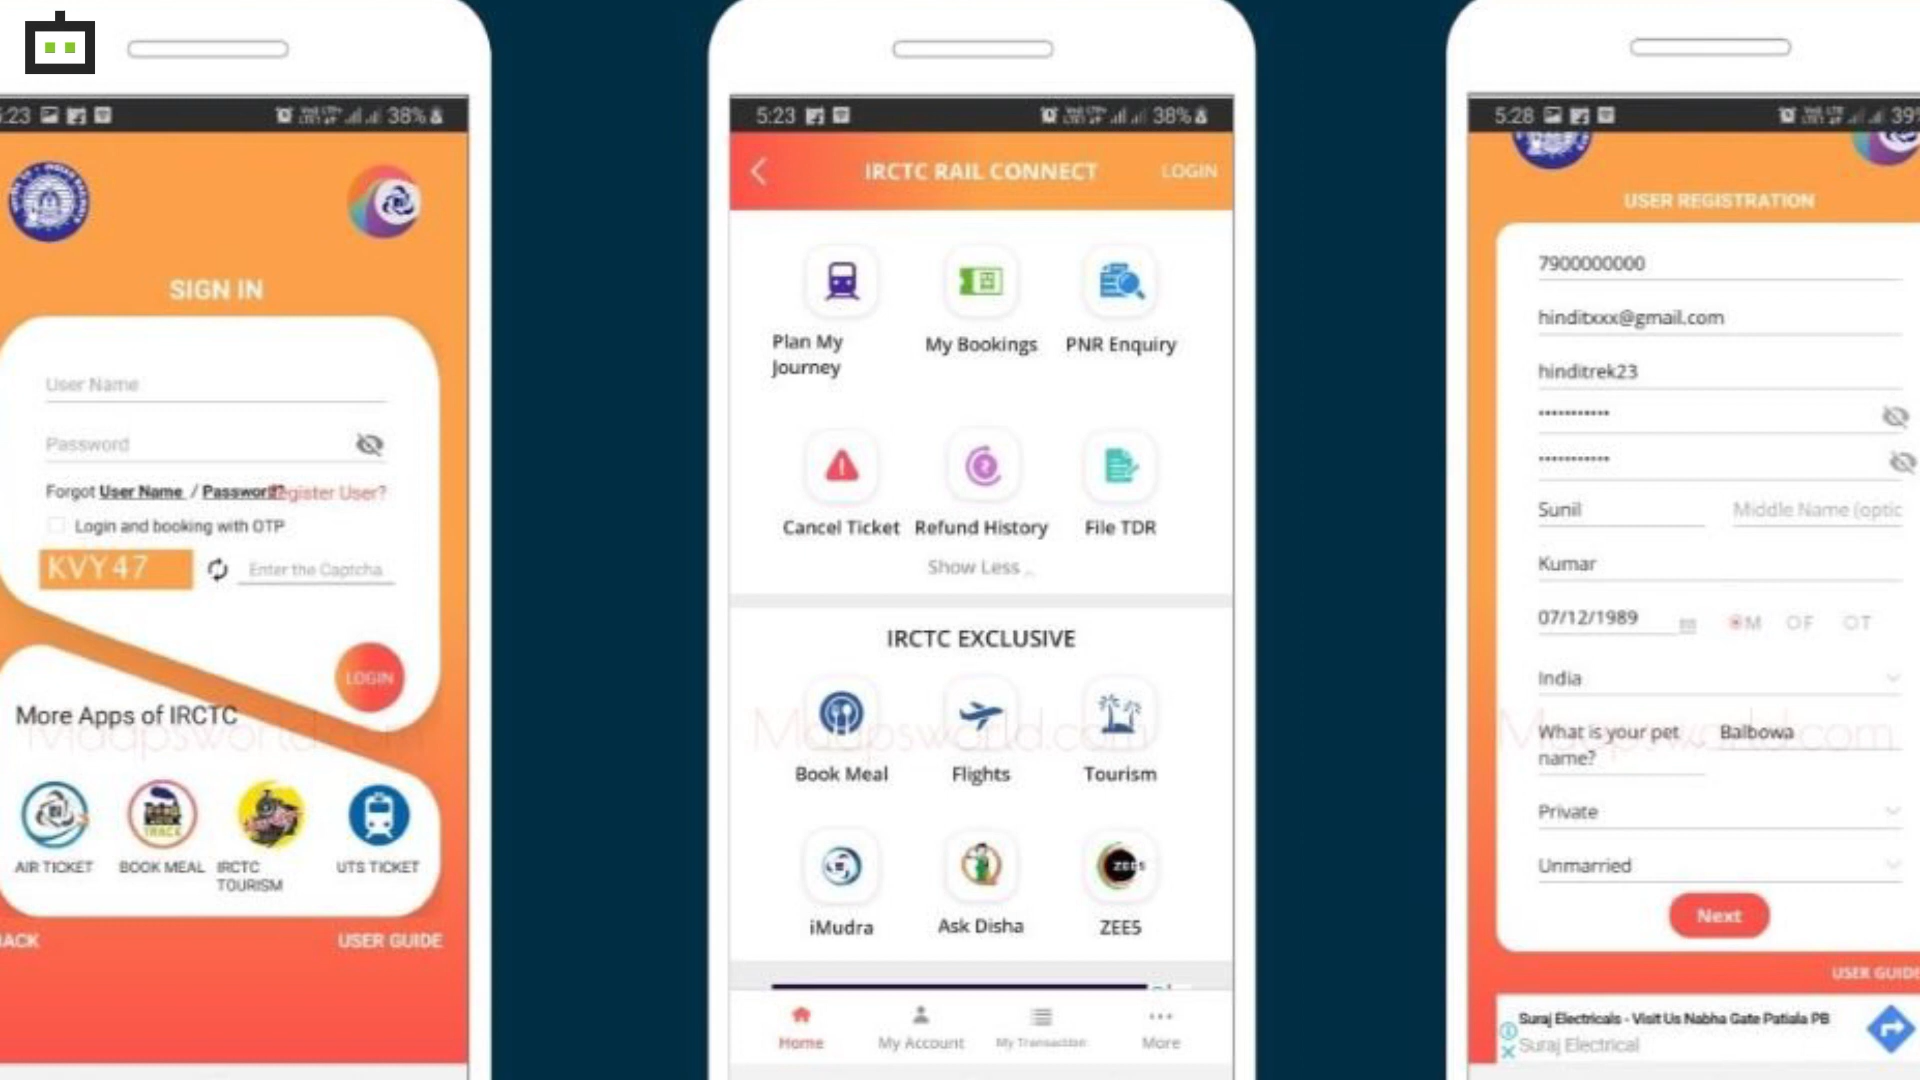 5:23
38%
SIGN IN
User Name
Password
Forgot User Name / Password?
Register User?
Login and booking with OTP
KVY47
Enter the Captcha
LOGIN
More Apps of IRCTC
AIR TICKET
BOOK MEAL
IRCTC
TOURISM
UTS TICKET
BACK
USER GUIDE
5:23
38%
IRCTC RAIL CONNECT
LOGIN
Plan My
Journey
My Bookings
PNR Enquiry
Cancel Ticket
Refund History
File TDR
Show Less ..
IRCTC EXCLUSIVE
Book Meal
Flights
Tourism
Maapsworld.com
ZEE5
iMudra
Ask Disha
ZEE5
Home
My Account
My Transaction
More
5:28
39%
USER REGISTRATION
7900000000
hinditxxx@gmail.com
hinditrek23
Sunil
Middle Name (optic
Kumar
07/12/1989
M
F
T
India
What is your pet
name?
Balbowa
Private
Unmarried
Next
USER GUIDE
Suraj Electricals - Visit Us Nabha Gate Patiala PB
Suraj Electrical